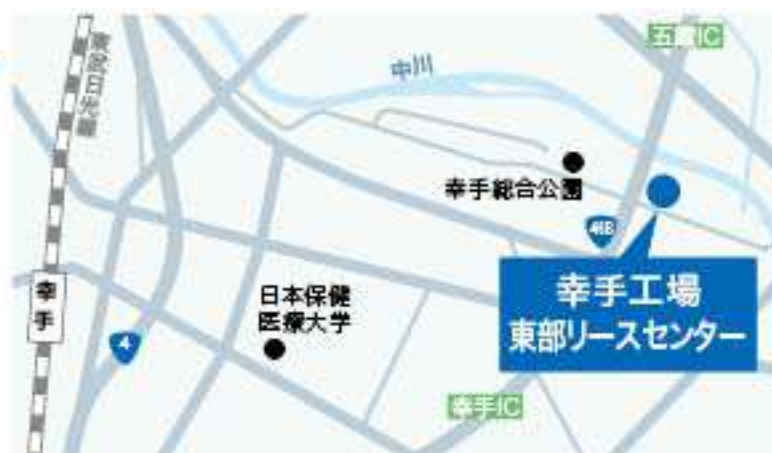 五霞IC
中川
東武日光線
幸手総合公園
幸手
日本保健
医療大学
4
幸手工場
東部リースセンター
幸手IC